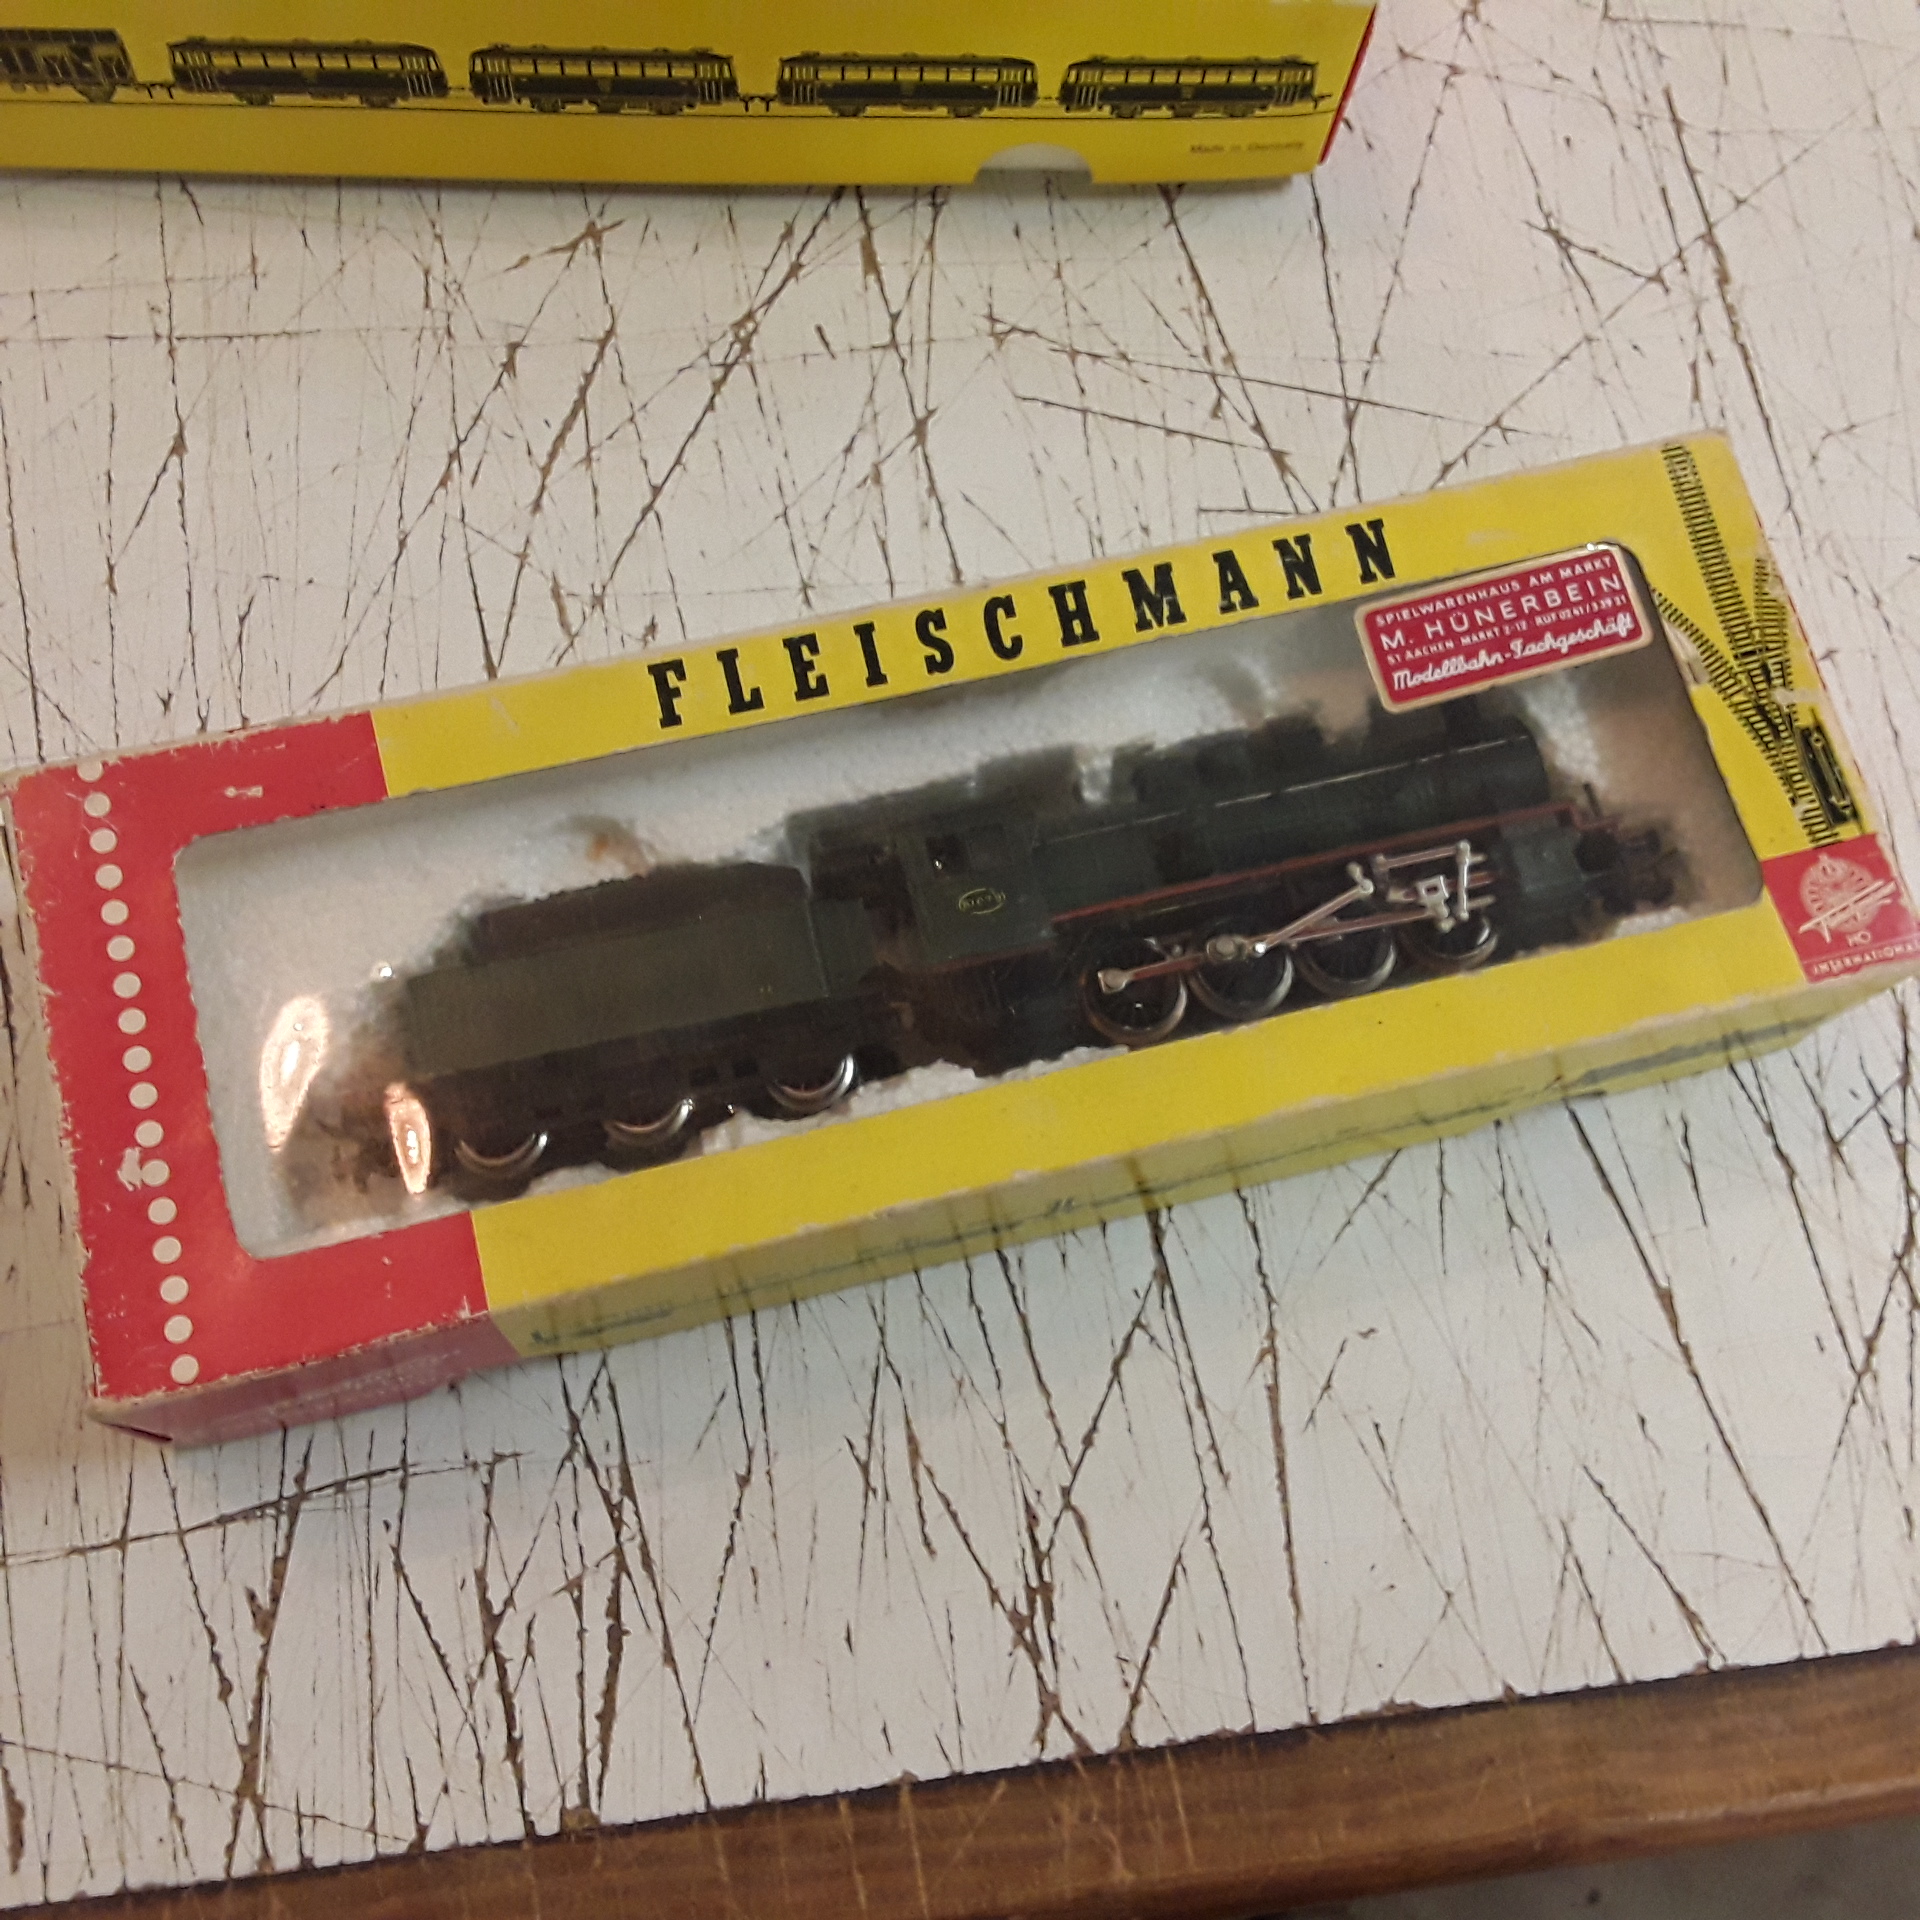 Made in Germany
FLEISCHMANN
SPIELWARENHAUS AM MARKT
M. HÜNERBEIN
51 AACHEN MARKT 2-12 RUF 0241/33921
Modellbahn-Fachgeschäft
HO
INTERNATIONAL